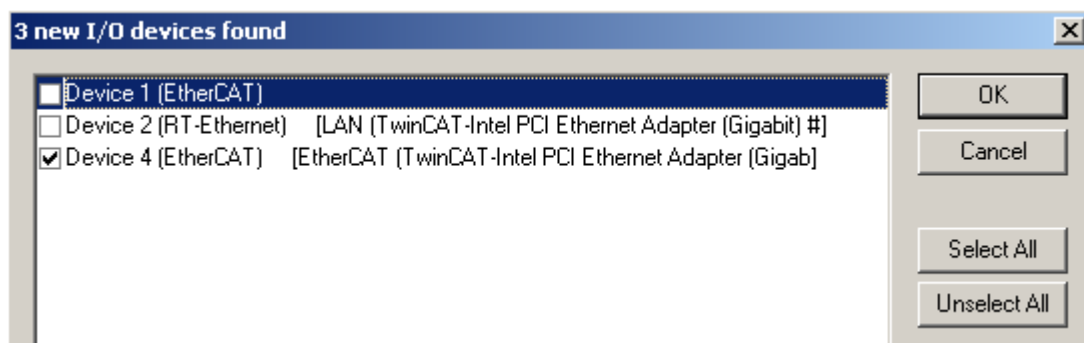 3 new I/O devices found
Device 1 (EtherCAT)
OK
Device 2 (RT-Ethernet) [LAN (TwinCAT-Intel PCI Ethernet Adapter (Gigabit) #]
Device 4 (EtherCAT) [EtherCAT (TwinCAT-Intel PCI Ethernet Adapter (Gigab]
Cancel
Select All
Unselect All